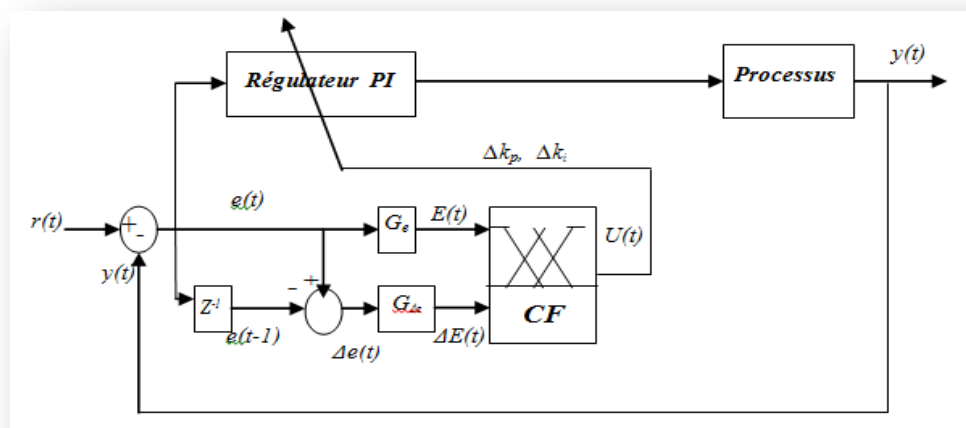 Régulateur PI
Processus
y(t)
Δkp, Δki
e(t)
Ge
E(t)
U(t)
r(t)
+
-
y(t)
Z-1
-
+
GΔe
CF
e(t-1)
Δe(t)
ΔE(t)